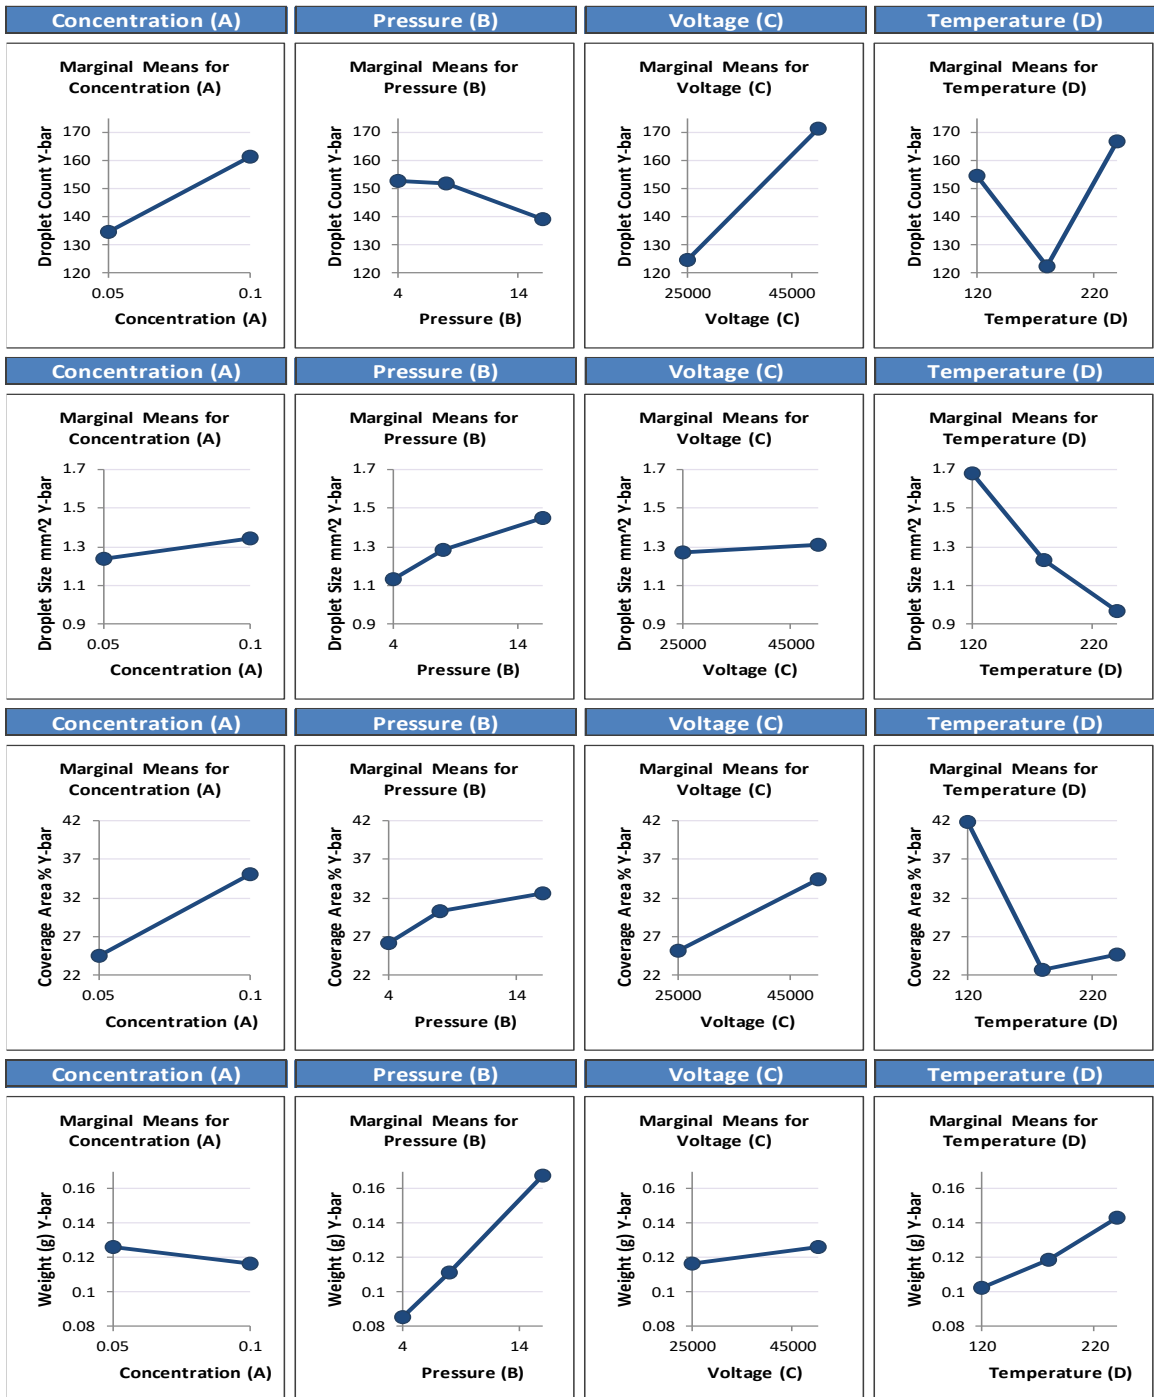 Concentration (A)
Pressure (B)
Voltage (C)
Temperature (D)
Marginal Means for
Concentration (A)
Droplet Count Y-bar
170
160
150
140
130
120
0.05
0.1
Concentration (A)
Marginal Means for
Pressure (B)
Droplet Count Y-bar
170
160
150
140
130
120
4
14
Pressure (B)
Marginal Means for
Voltage (C)
Droplet Count Y-bar
170
160
150
140
130
120
25000
45000
Voltage (C)
Marginal Means for
Temperature (D)
Droplet Count Y-bar
170
160
150
140
130
120
120
220
Temperature (D)
Concentration (A)
Pressure (B)
Voltage (C)
Temperature (D)
Marginal Means for
Concentration (A)
Droplet Size mm^2 Y-bar
1.7
1.5
1.3
1.1
0.9
0.05
0.1
Concentration (A)
Marginal Means for
Pressure (B)
Droplet Size mm^2 Y-bar
1.7
1.5
1.3
1.1
0.9
4
14
Pressure (B)
Marginal Means for
Voltage (C)
Droplet Size mm^2 Y-bar
1.7
1.5
1.3
1.1
0.9
25000
45000
Voltage (C)
Marginal Means for
Temperature (D)
Droplet Size mm^2 Y-bar
1.7
1.5
1.3
1.1
0.9
120
220
Temperature (D)
Concentration (A)
Pressure (B)
Voltage (C)
Temperature (D)
Marginal Means for
Concentration (A)
Coverage Area % Y-bar
42
37
32
27
22
0.05
0.1
Concentration (A)
Marginal Means for
Pressure (B)
Coverage Area % Y-bar
42
37
32
27
22
4
14
Pressure (B)
Marginal Means for
Voltage (C)
Coverage Area % Y-bar
42
37
32
27
22
25000
45000
Voltage (C)
Marginal Means for
Temperature (D)
Coverage Area % Y-bar
42
37
32
27
22
120
220
Temperature (D)
Concentration (A)
Pressure (B)
Voltage (C)
Temperature (D)
Marginal Means for
Concentration (A)
Weight (g) Y-bar
0.16
0.14
0.12
0.1
0.08
0.05
0.1
Concentration (A)
Marginal Means for
Pressure (B)
Weight (g) Y-bar
0.16
0.14
0.12
0.1
0.08
4
14
Pressure (B)
Marginal Means for
Voltage (C)
Weight (g) Y-bar
0.16
0.14
0.12
0.1
0.08
25000
45000
Voltage (C)
Marginal Means for
Temperature (D)
Weight (g) Y-bar
0.16
0.14
0.12
0.1
0.08
120
220
Temperature (D)